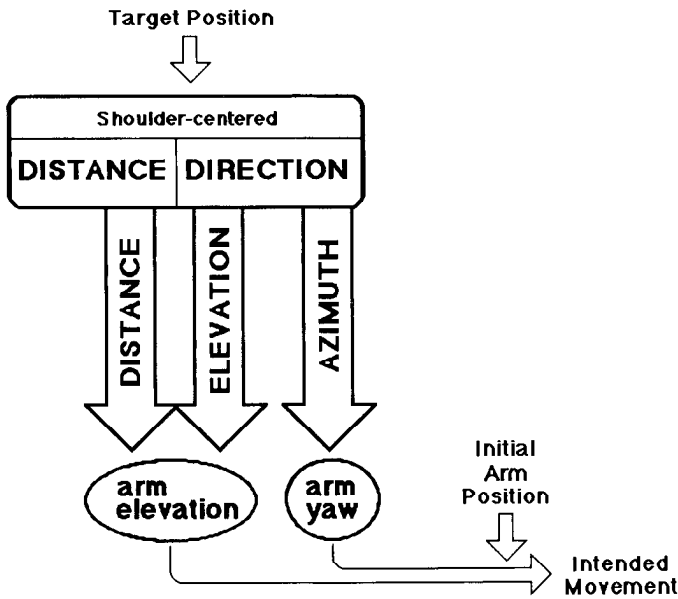 Target Position
Shoulder-centered
DISTANCE DIRECTION
DISTANCE
ELEVATION
AZIMUTH
arm
elevation
arm
yaw
Initial
Arm
Position
Intended
Movement